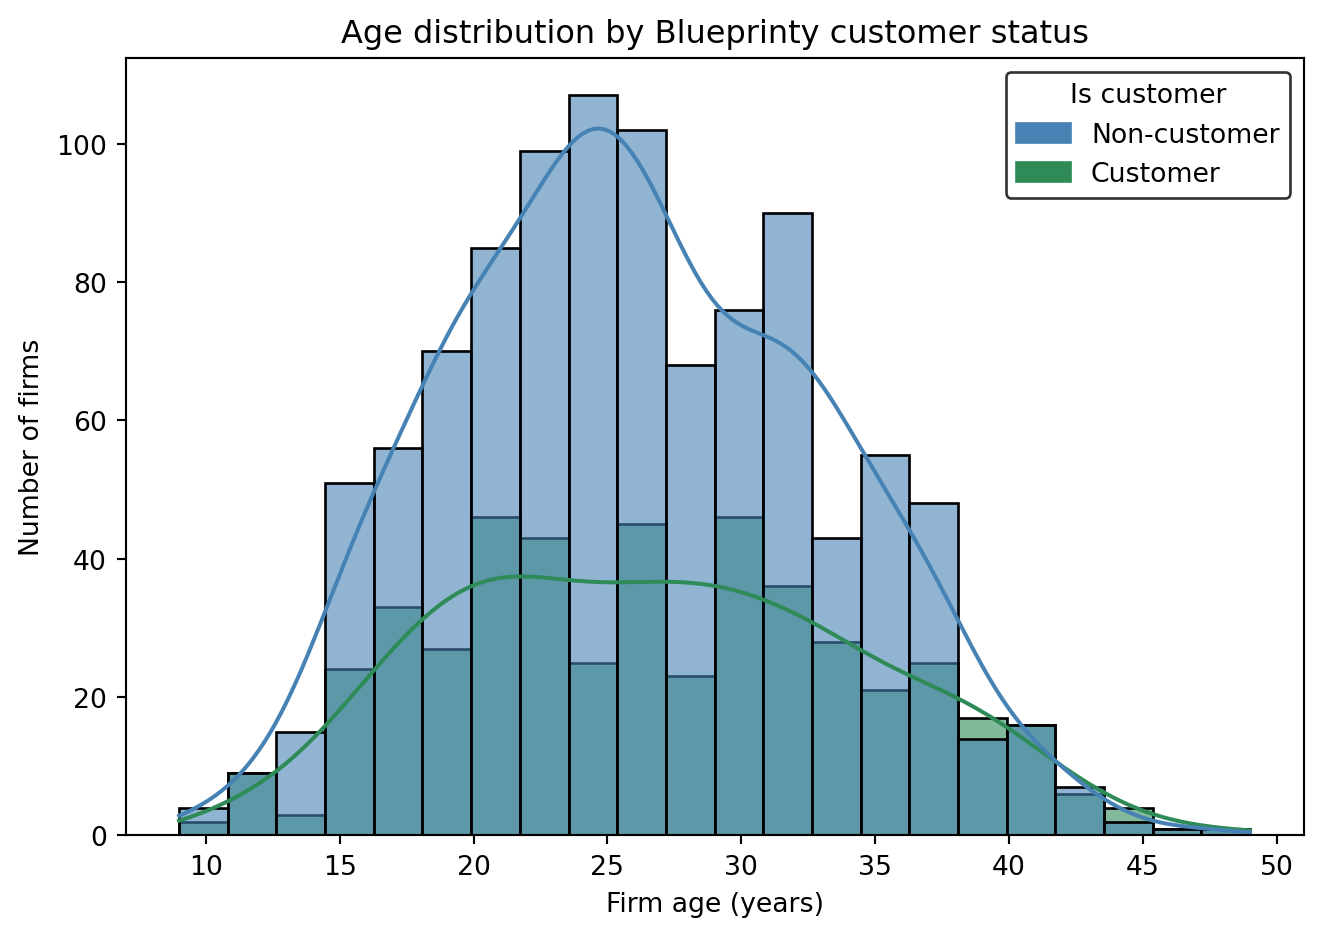 Age distribution by Blueprinty customer status
Is customer
Non-customer
Customer
Number of firms
100
80
60
40
20
0
10 15 20 25 30 35 40 45 50
Firm age (years)